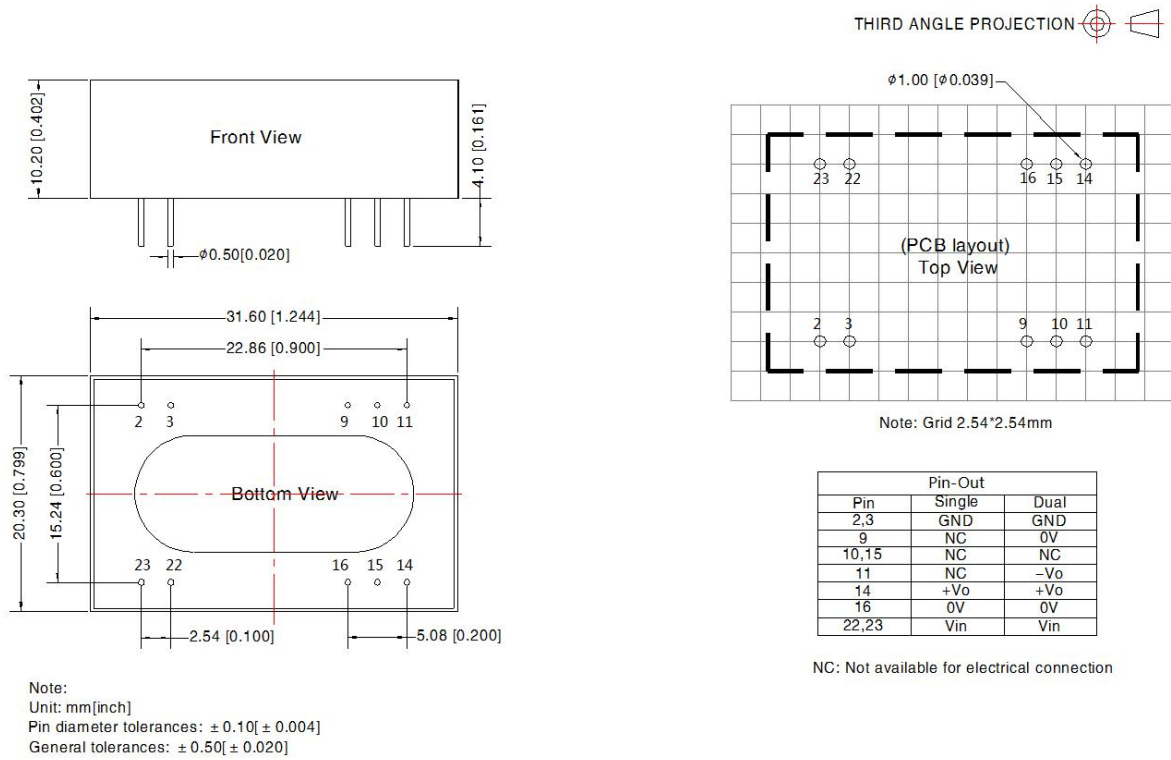 THIRD ANGLE PROJECTION
10.20 [0.402]
Front View
4.10 [0.161]
ϕ0.50[0.020]
31.60 [1.244]
22.86 [0.900]
20.30 [0.799]
15.24 [0.600]
2 3 9 10 11
Bottom View
23 22 16 15 14
2.54 [0.100]
5.08 [0.200]
Note:
Unit: mm[inch]
Pin diameter tolerances: ±0.10[±0.004]
General tolerances: ±0.50[±0.020]
ϕ1.00 [ϕ0.039]
23 22 16 15 14
(PCB layout)
Top View
2 3 9 10 11
Note: Grid 2.54*2.54mm
Pin-Out
Pin Single Dual
2,3 GND GND
9 NC 0V
10,15 NC NC
11 NC −Vo
14 +Vo +Vo
16 0V 0V
22,23 Vin Vin
NC: Not available for electrical connection